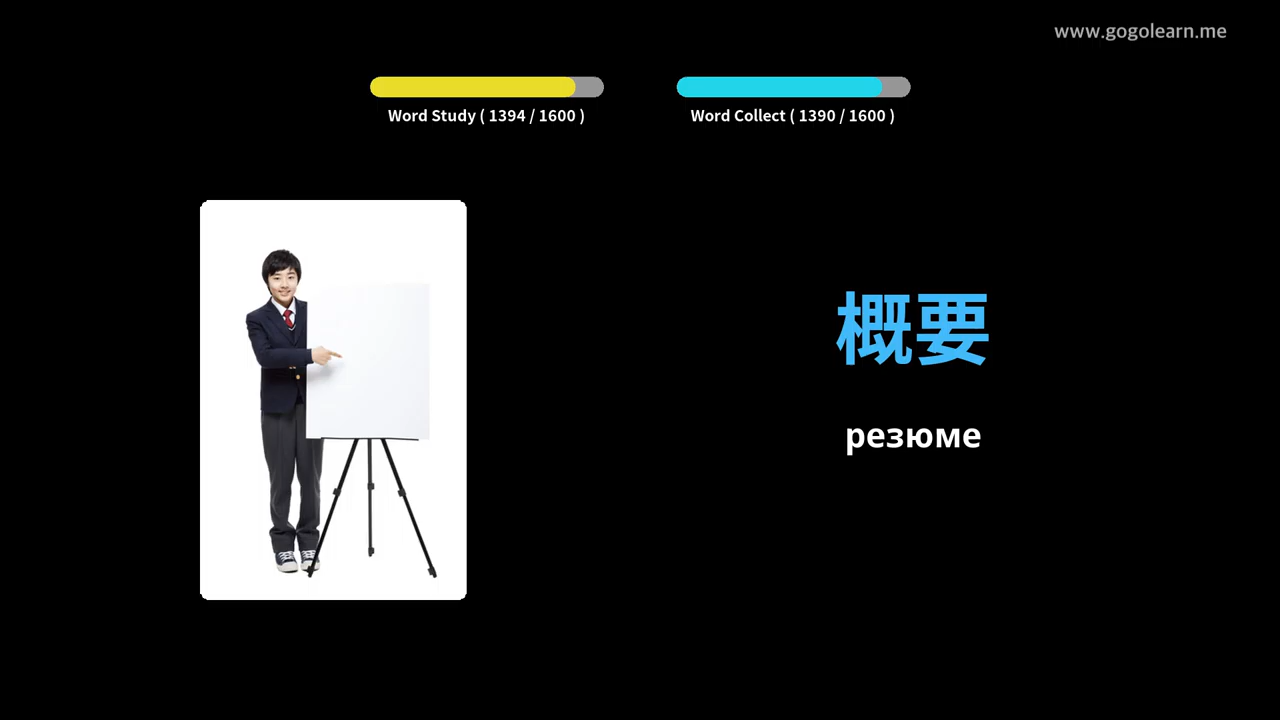 www.gogolearn.me
Word Study ( 1394 / 1600 )
Word Collect ( 1390 / 1600 )
概要
резюме